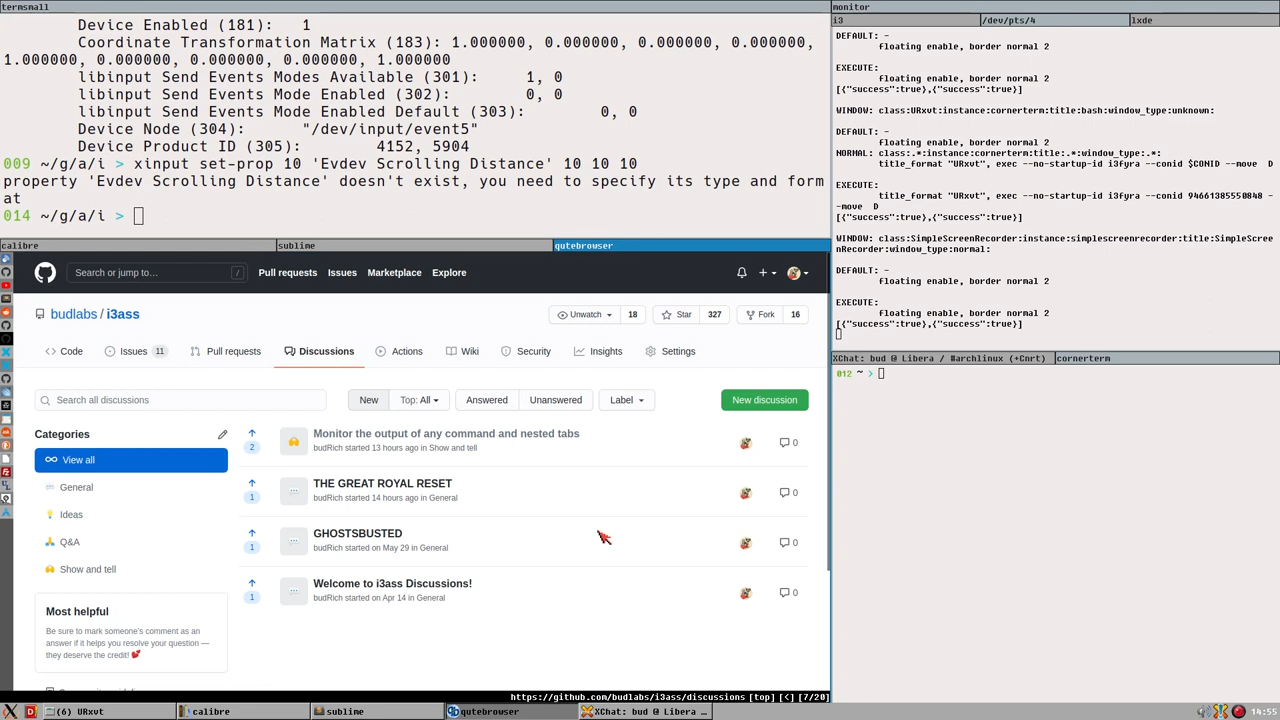 termsmall
Device Enabled (181):   1
Coordinate Transformation Matrix (183): 1.000000, 0.000000, 0.000000, 0.000000,
1.000000, 0.000000, 0.000000, 0.000000, 1.000000
libinput Send Events Modes Available (301):     1, 0
libinput Send Events Mode Enabled (302):        0, 0
libinput Send Events Mode Enabled Default (303):        0, 0
Device Node (304):      "/dev/input/event5"
Device Product ID (305):        4152, 5904
009 ~/g/a/i > xinput set-prop 10 'Evdev Scrolling Distance' 10 10 10
property 'Evdev Scrolling Distance' doesn't exist, you need to specify its type and form
at
014 ~/g/a/i >
calibre
sublime
qutebrowser
Search or jump to...
/
Pull requests
Issues
Marketplace
Explore
budlabs / i3ass
Unwatch
18
Star
327
Fork
16
Code
Issues 11
Pull requests
Discussions
Actions
Wiki
Security
Insights
Settings
Search all discussions
New
Top: All
Answered
Unanswered
Label
New discussion
Categories
View all
General
Ideas
Q&A
Show and tell
Most helpful
Be sure to mark someone's comment as an
answer if it helps you resolve your question —
they deserve the credit!
2
Monitor the output of any command and nested tabs
budRich started 13 hours ago in Show and tell
0
1
THE GREAT ROYAL RESET
budRich started 14 hours ago in General
0
1
GHOSTSBUSTED
budRich started on May 29 in General
0
1
Welcome to i3ass Discussions!
budRich started on Apr 14 in General
0
https://github.com/budlabs/i3ass/discussions [top] [<] [7/20]
monitor
i3
/dev/pts/4
lxde
DEFAULT: -
floating enable, border normal 2
EXECUTE:
floating enable, border normal 2
[{"success":true},{"success":true}]
WINDOW: class:URxvt:instance:cornerterm:title:bash:window_type:unknown:
DEFAULT: -
floating enable, border normal 2
NORMAL: class:.*:instance:cornerterm:title:.*:window_type:.*:
title_format "URxvt", exec --no-startup-id i3fyra --conid $CONID --move  D
EXECUTE:
title_format "URxvt", exec --no-startup-id i3fyra --conid 94661385550848 -
-move  D
[{"success":true},{"success":true}]
WINDOW: class:SimpleScreenRecorder:instance:simplescreenrecorder:title:SimpleScree
nRecorder:window_type:normal:
DEFAULT: -
floating enable, border normal 2
EXECUTE:
floating enable, border normal 2
[{"success":true},{"success":true}]
XChat: bud @ Libera / #archlinux (+Cnrt)
cornerterm
012 ~ >
(6) URxvt
calibre
sublime
qutebrowser
XChat: bud @ Libera ...
14:55